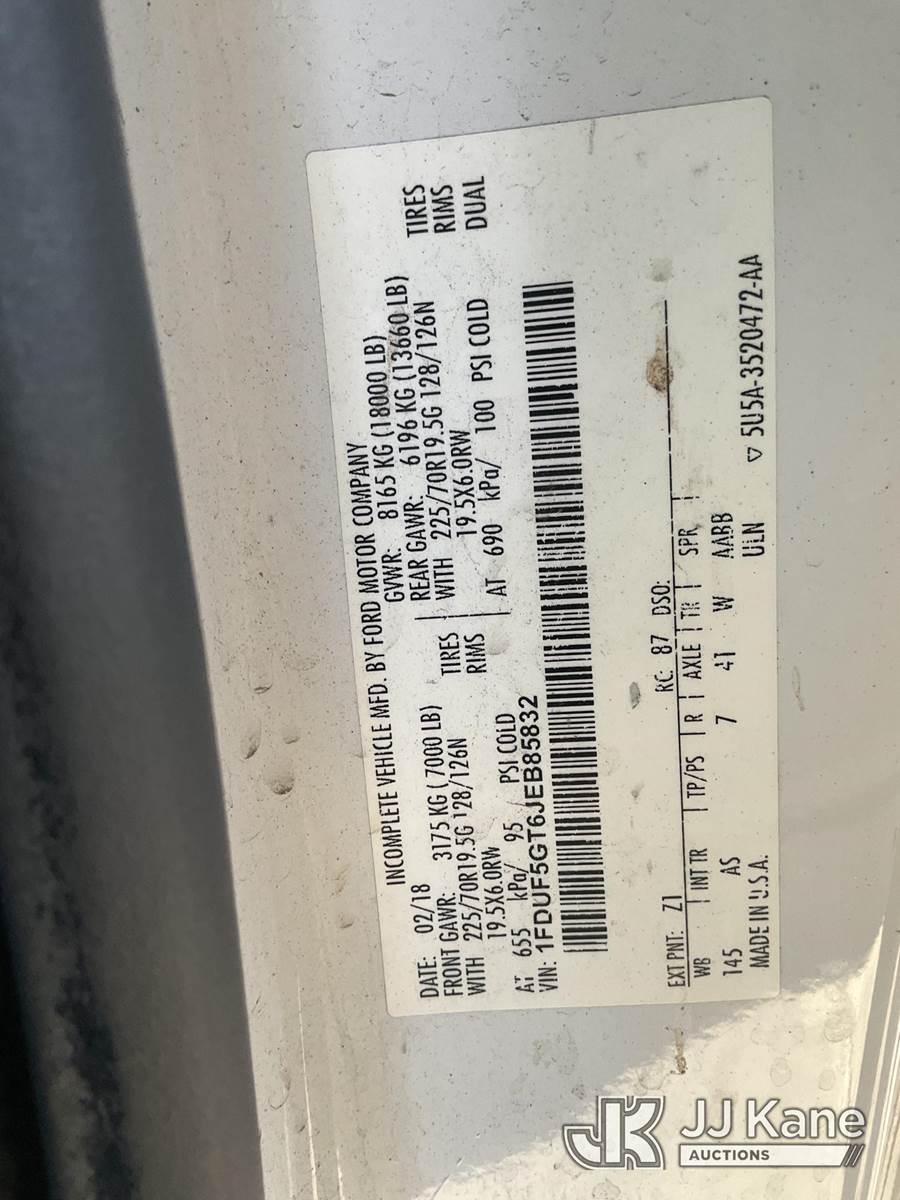 INCOMPLETE VEHICLE MFD. BY FORD MOTOR COMPANY
DATE: 02/18 GVWR: 8165 KG (18000 LB)
FRONT GAWR: 3175 KG ( 7000 LB) REAR GAWR: 6196 KG (13660 LB)
WITH 225/70R19.5G 128/126N TIRES WITH 225/70R19.5G 128/126N TIRES
19.5X6.0RW RIMS 19.5X6.0RW RIMS
AT 655 kPa/ 95 PSI COLD AT 690 kPa/ 100 PSI COLD DUAL
VIN: 1FDUF5GT6JEB85832
EXT PNT: Z1 RC: 87 DSO:
WB INT TR TP/PS R AXLE TR SPR
145 AS 7 41 W AABB
MADE IN U.S.A. ULN ▽ 5U5A-3520472-AA
JK JJ Kane
AUCTIONS